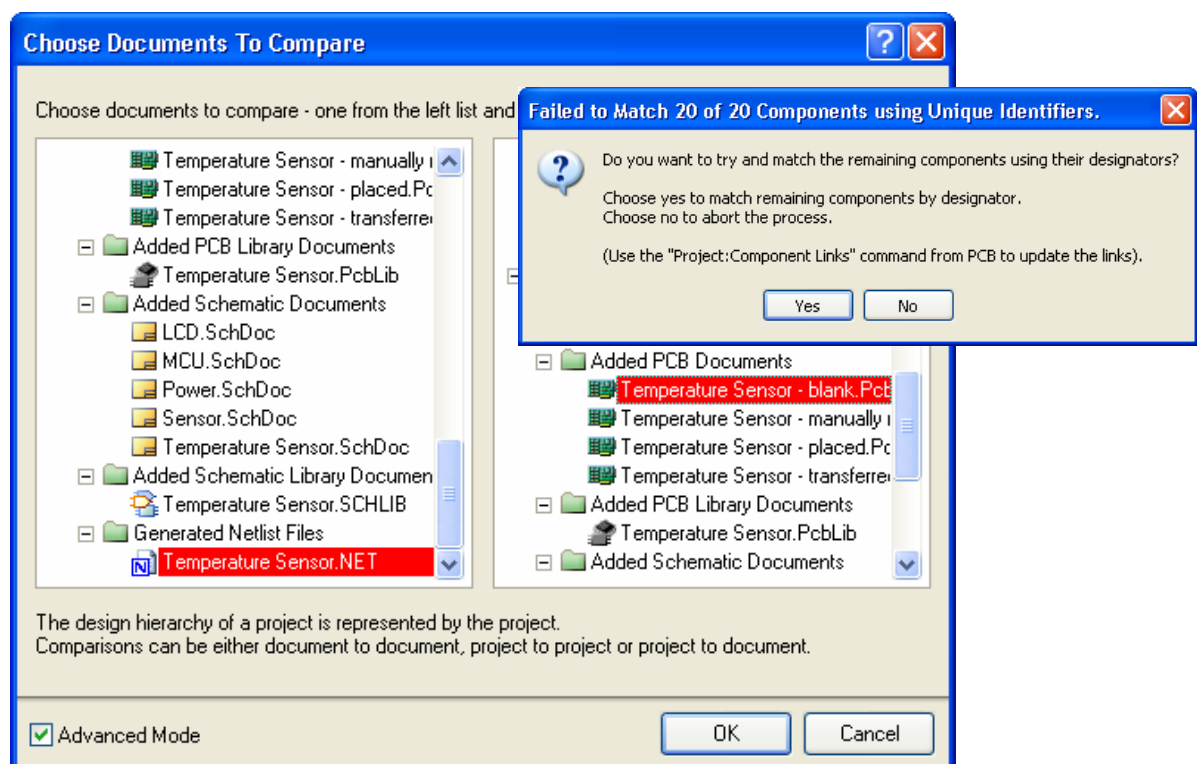 Choose Documents To Compare
Choose documents to compare - one from the left list and
Temperature Sensor - manually
Temperature Sensor - placed.Pc
Temperature Sensor - transferre
Added PCB Library Documents
Temperature Sensor.PcbLib
Added Schematic Documents
LCD.SchDoc
MCU.SchDoc
Power.SchDoc
Sensor.SchDoc
Temperature Sensor.SchDoc
Added Schematic Library Documen
Temperature Sensor.SCHLIB
Generated Netlist Files
Temperature Sensor.NET
Failed to Match 20 of 20 Components using Unique Identifiers.
Do you want to try and match the remaining components using their designators?
Choose yes to match remaining components by designator.
Choose no to abort the process.
(Use the "Project:Component Links" command from PCB to update the links).
Yes
No
Added PCB Documents
Temperature Sensor - blank.Pcb
Temperature Sensor - manually
Temperature Sensor - placed.Pc
Temperature Sensor - transferre
Added PCB Library Documents
Temperature Sensor.PcbLib
Added Schematic Documents
The design hierarchy of a project is represented by the project.
Comparisons can be either document to document, project to project or project to document.
Advanced Mode
OK
Cancel